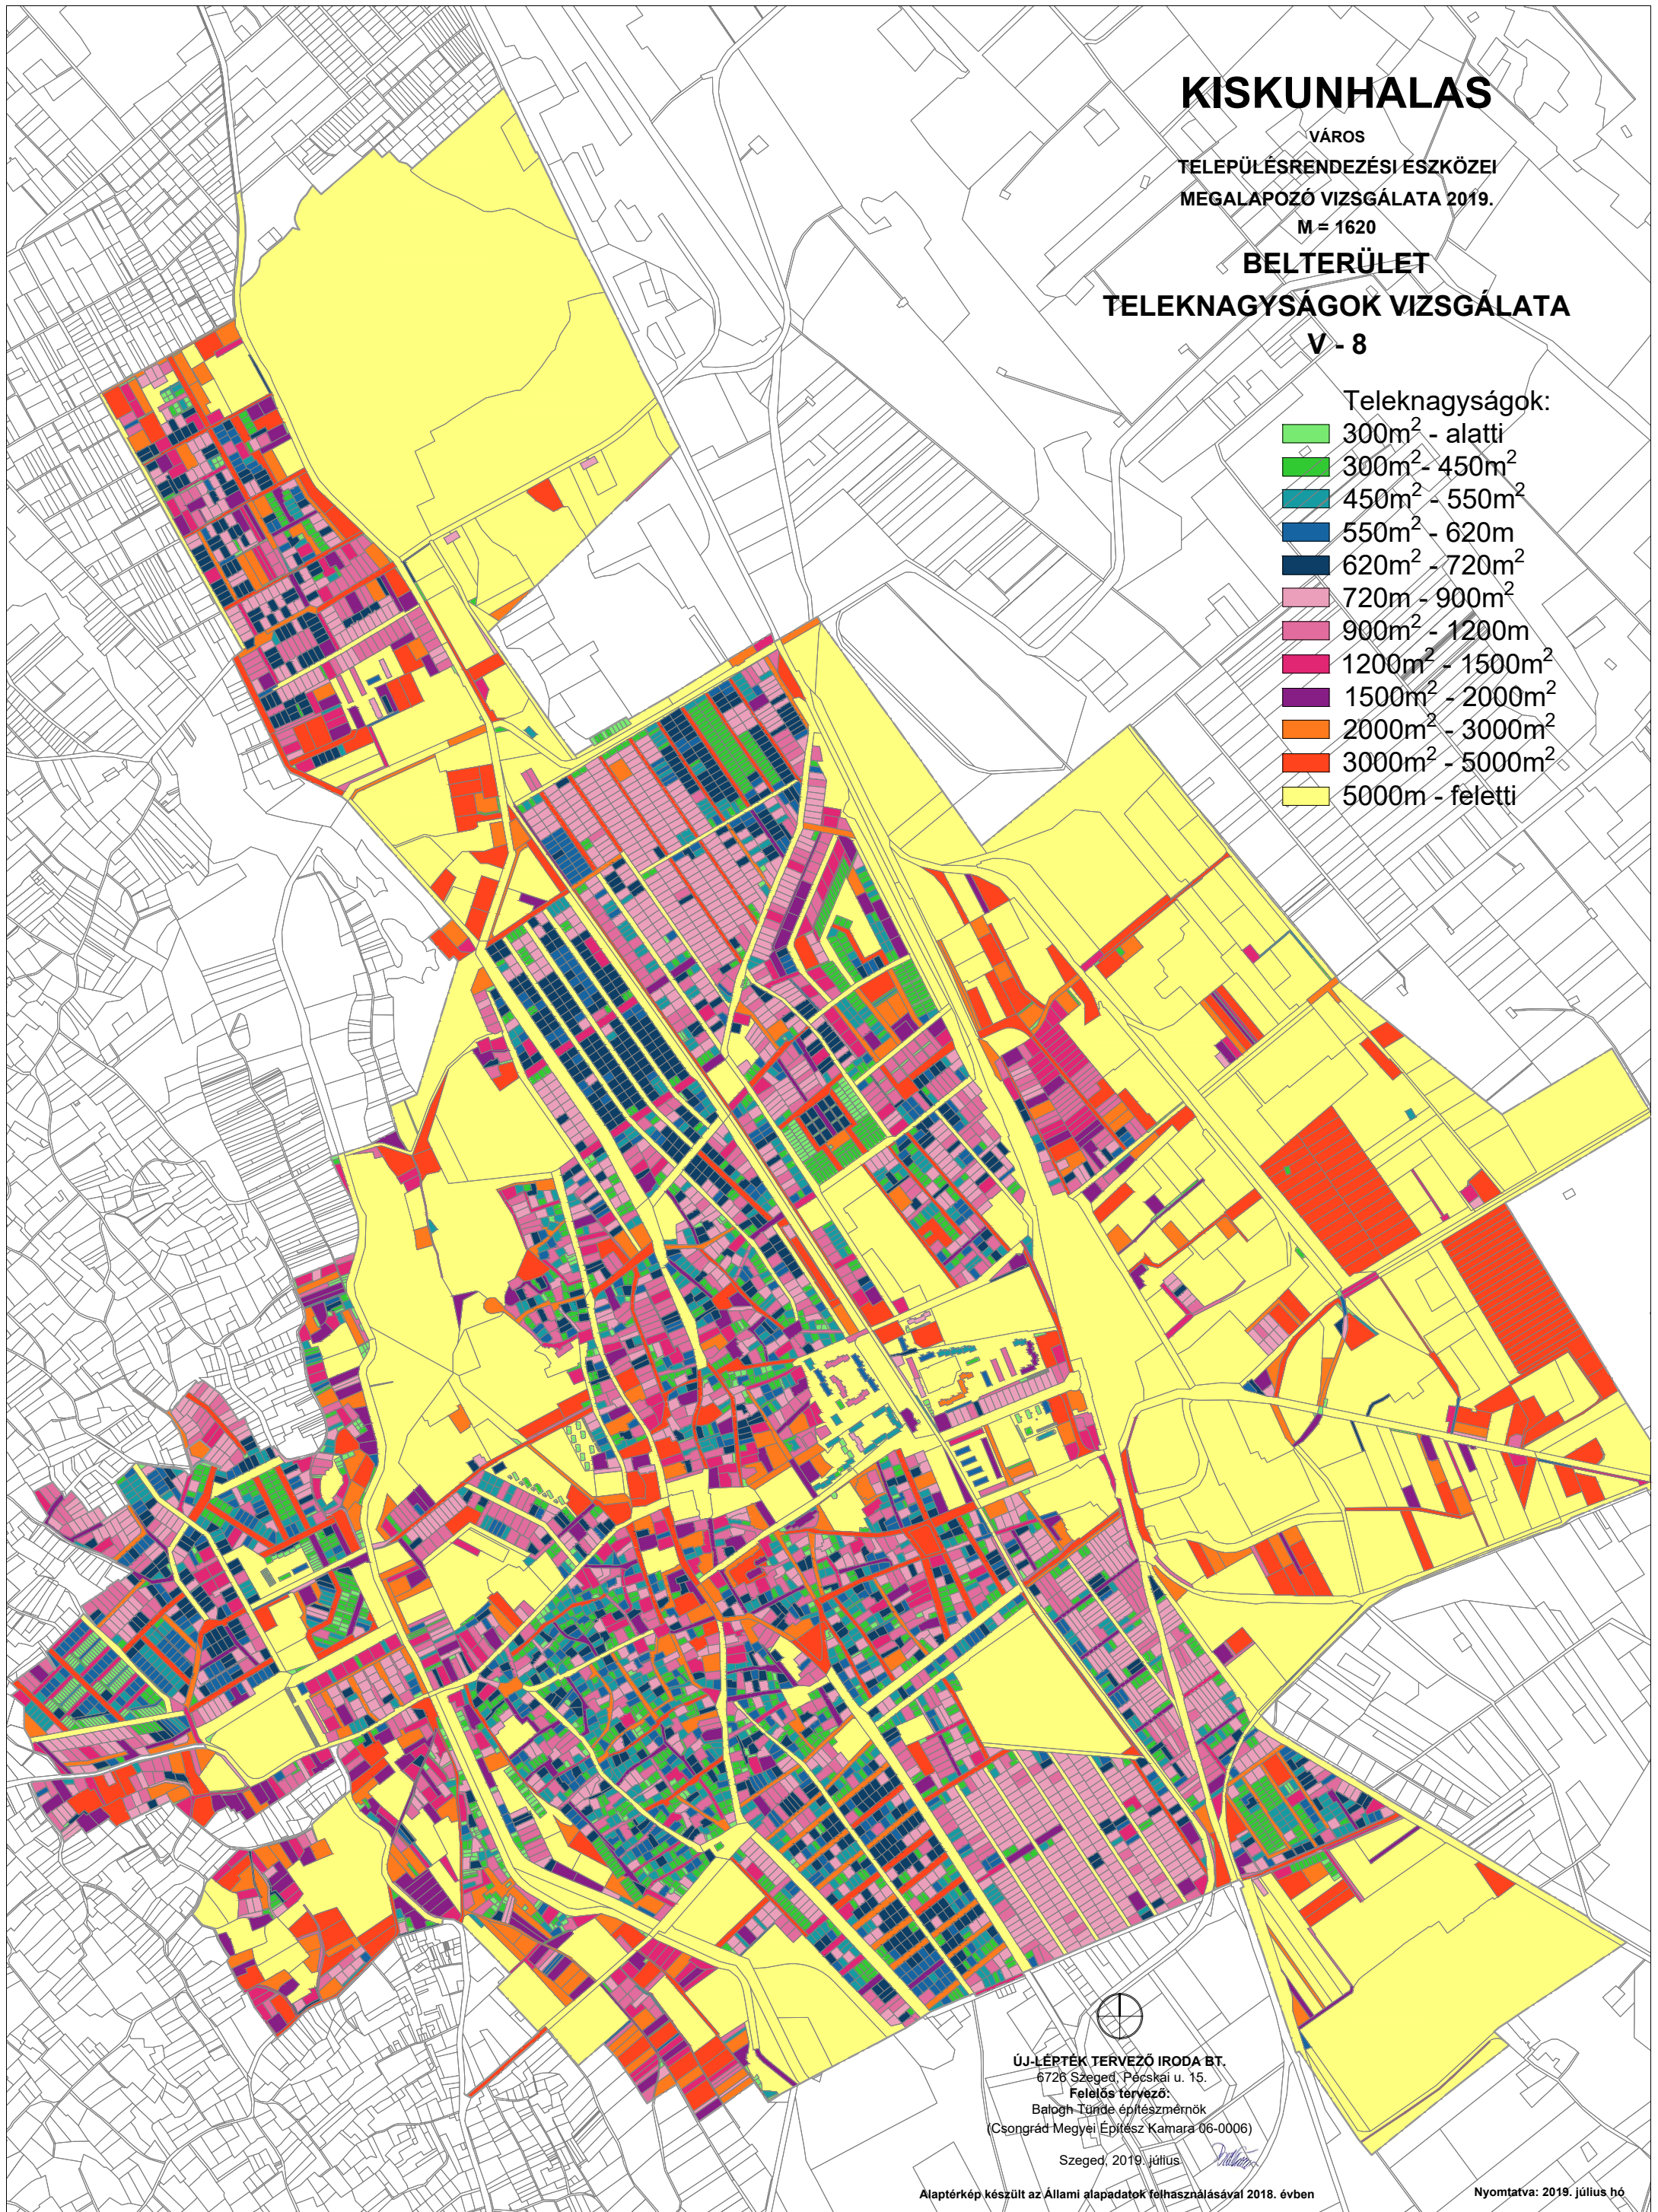 KISKUNHALAS
VÁROS
TELEPÜLÉSRENDEZÉSI ESZKÖZEI
MEGALAPOZÓ VIZSGÁLATA 2019.
M = 1620
BELTERÜLET
TELEKNAGYSÁGOK VIZSGÁLATA
V - 8
Teleknagyságok:
300m² - alatti
300m² - 450m²
450m² - 550m²
550m² - 620m
620m² - 720m²
720m - 900m²
900m² - 1200m
1200m² - 1500m²
1500m² - 2000m²
2000m² - 3000m²
3000m² - 5000m²
5000m - feletti
ÚJ-LÉPTÉK TERVEZŐ IRODA BT.
6726 Szeged, Pécskai u. 15.
Felelős tervező:
Balogh Tünde építészmérnök
(Csongrád Megyei Építész Kamara 06-0006)
Szeged, 2019. július
Alaptérkép készült az Állami alapadatok felhasználásával 2018. évben
Nyomtatva: 2019. július hó